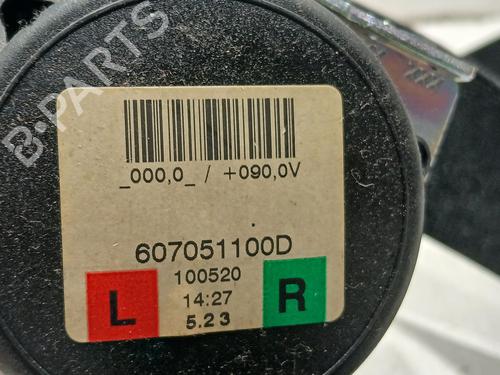 B-PARTS
_000,0_ / +090,0V
607051100D
100520
L
14:27
R
5.23